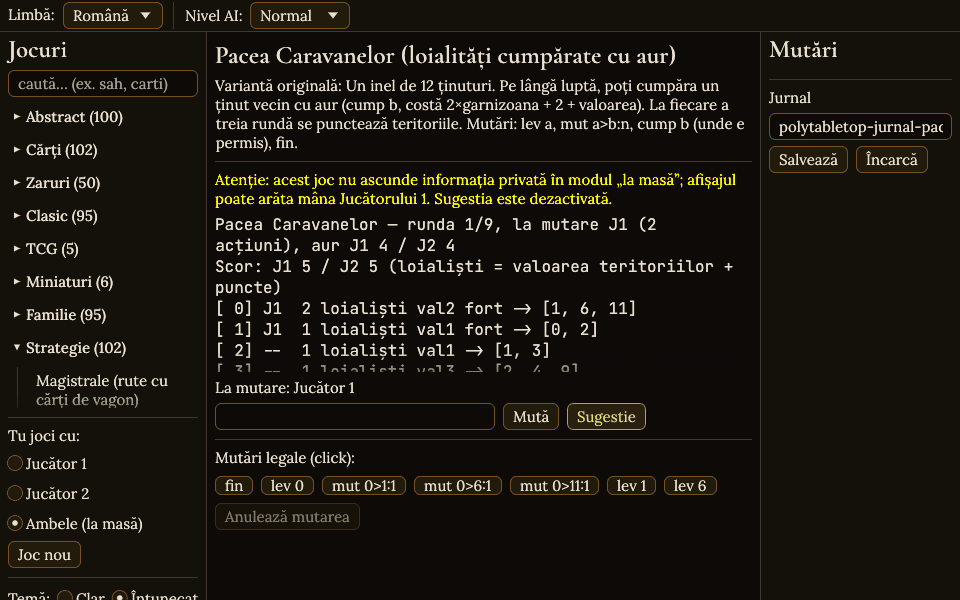 Limbă: Română ▼ Nivel AI: Normal ▼
Jocuri
caută... (ex. sah, carti)
▸ Abstract (100)
▸ Cărți (102)
▸ Zaruri (50)
▸ Clasic (95)
▸ TCG (5)
▸ Miniaturi (6)
▸ Familie (95)
▾ Strategie (102)
Magistrale (rute cu
cărți de vagon)
Tu joci cu:
Jucător 1
Jucător 2
Ambele (la masă)
Joc nou
Temă: Clar Întunecat
Pacea Caravanelor (loialități cumpărate cu aur)
Variantă originală: Un inel de 12 ținuturi. Pe lângă luptă, poți cumpăra un
ținut vecin cu aur (cump b, costă 2×garnizoana + 2 + valoarea). La fiecare a
treia rundă se punctează teritoriile. Mutări: lev a, mut a>b:n, cump b (unde e
permis), fin.
Atenție: acest joc nu ascunde informația privată în modul „la masă”; afișajul
poate arăta mâna Jucătorului 1. Sugestia este dezactivată.
Pacea Caravanelor — runda 1/9, la mutare J1 (2
acțiuni), aur J1 4 / J2 4
Scor: J1 5 / J2 5 (loialiști = valoarea teritoriilor +
puncte)
[ 0] J1  2 loialiști val2 fort -> [1, 6, 11]
[ 1] J1  1 loialiști val1 fort -> [0, 2]
[ 2] --  1 loialiști val1 -> [1, 3]
[ 3] --  1 loialiști val3 -> [2, 4, 9]
La mutare: Jucător 1
Mută Sugestie
Mutări legale (click):
fin lev 0 mut 0>1:1 mut 0>6:1 mut 0>11:1 lev 1 lev 6
Anulează mutarea
Mutări
Jurnal
polytabletop-jurnal-pac
Salvează Încarcă